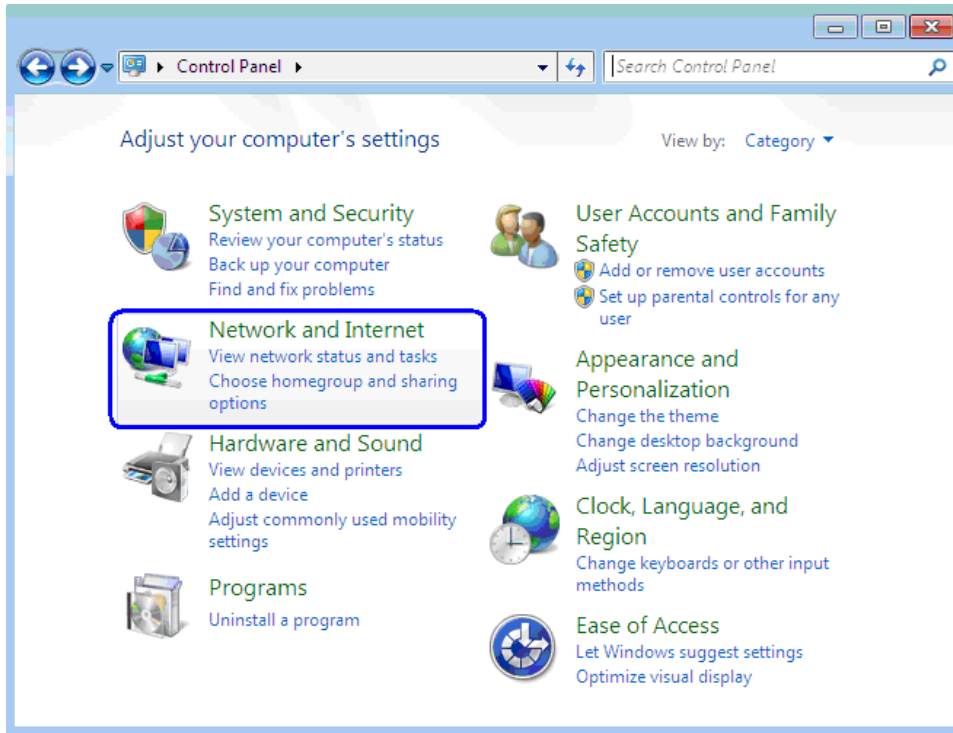 Control Panel
Search Control Panel
Adjust your computer's settings
View by: Category
System and Security
Review your computer's status
Back up your computer
Find and fix problems
Network and Internet
View network status and tasks
Choose homegroup and sharing
options
Hardware and Sound
View devices and printers
Add a device
Adjust commonly used mobility
settings
Programs
Uninstall a program
User Accounts and Family
Safety
Add or remove user accounts
Set up parental controls for any
user
Appearance and
Personalization
Change the theme
Change desktop background
Adjust screen resolution
Clock, Language, and
Region
Change keyboards or other input
methods
Ease of Access
Let Windows suggest settings
Optimize visual display